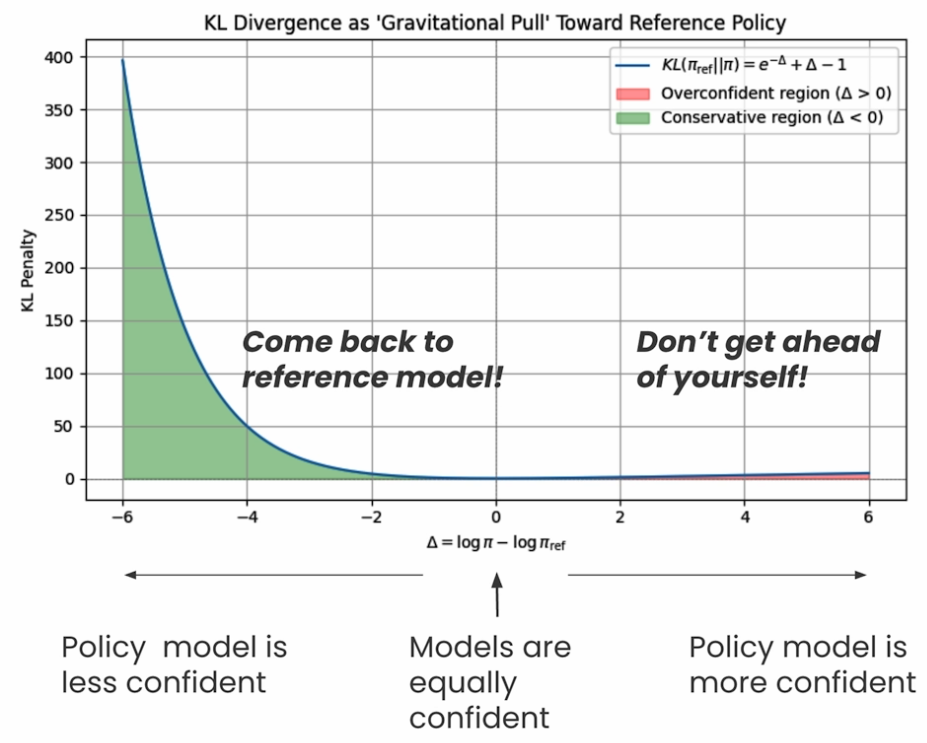 KL Divergence as 'Gravitational Pull' Toward Reference Policy
KL(π_ref||π) = e^{-Δ} + Δ − 1
Overconfident region (Δ > 0)
Conservative region (Δ < 0)
KL Penalty
400
350
300
250
200
150
100
50
0
Come back to
reference model!
Don't get ahead
of yourself!
−6
−4
−2
0
2
4
6
Δ = log π − log π_ref
Policy model is
less confident
Models are
equally
confident
Policy model is
more confident